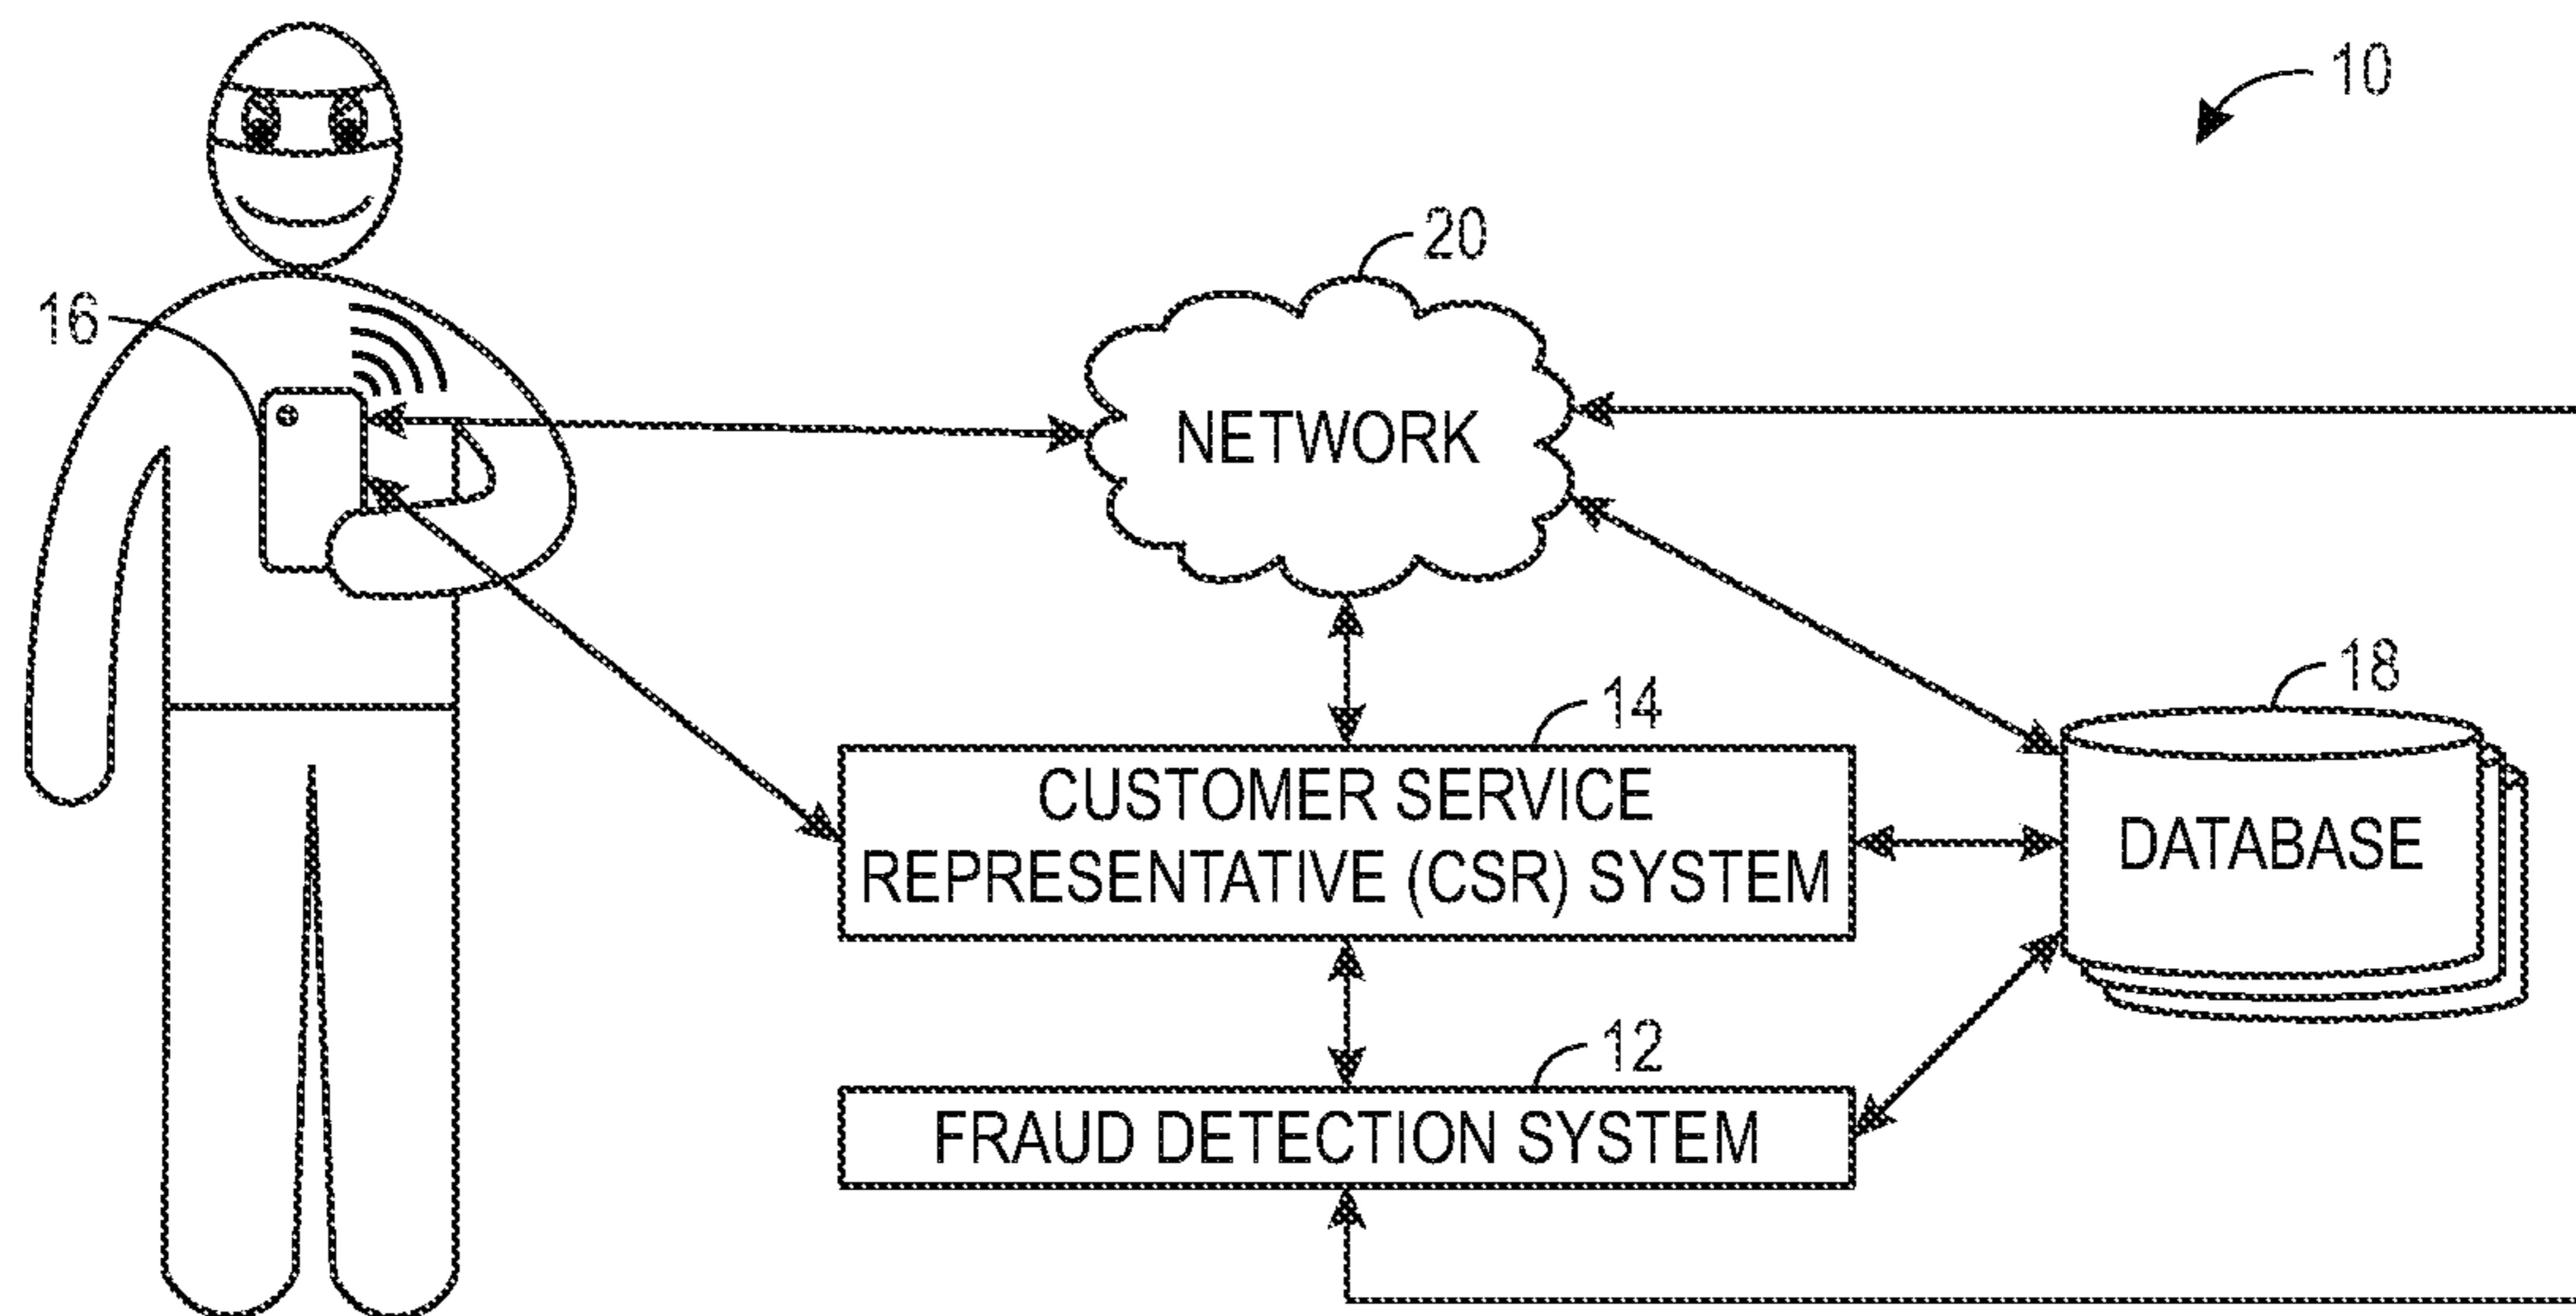 10
20
16
NETWORK
18
14
CUSTOMER SERVICE
REPRESENTATIVE (CSR) SYSTEM
DATABASE
12
FRAUD DETECTION SYSTEM